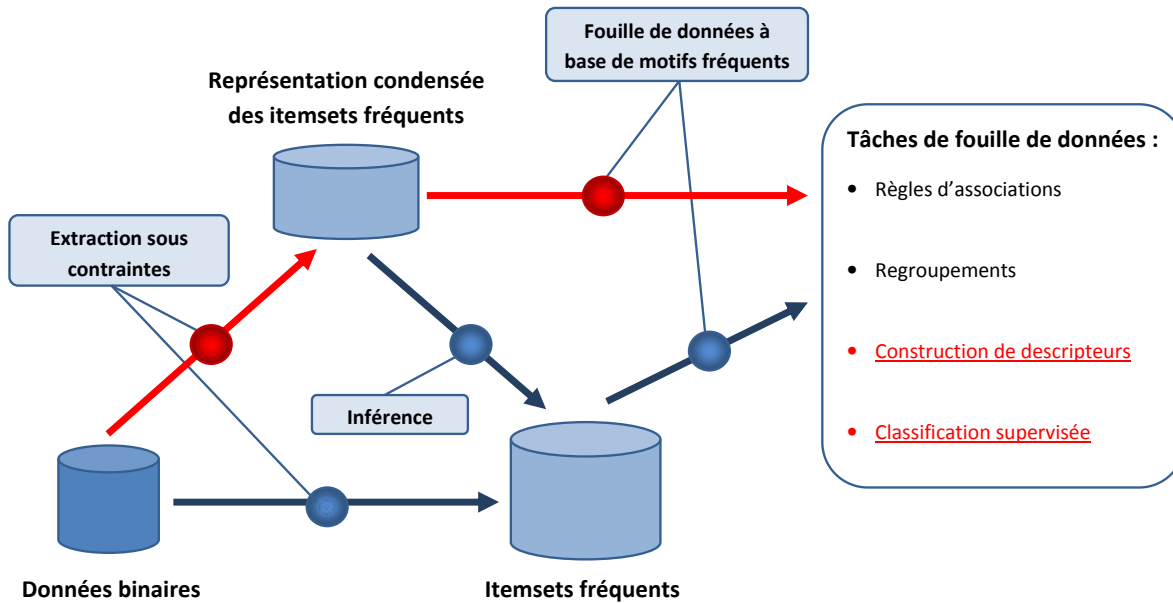 Fouille de données à
base de motifs fréquents
Représentation condensée
des itemsets fréquents
Tâches de fouille de données :
• Règles d'associations
Extraction sous
contraintes
• Regroupements
• Construction de descripteurs
Inférence
• Classification supervisée
Données binaires
Itemsets fréquents